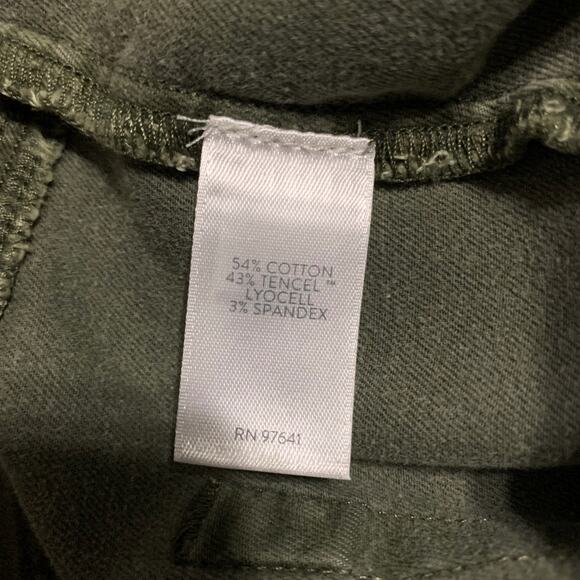 54% COTTON
43% TENCEL™
LYOCELL
3% SPANDEX
RN 97641